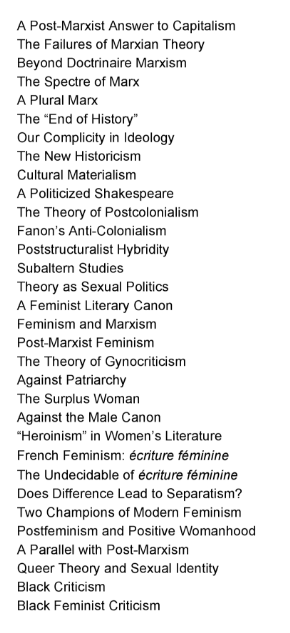 A Post-Marxist Answer to Capitalism
The Failures of Marxian Theory
Beyond Doctrinaire Marxism
The Spectre of Marx
A Plural Marx
The “End of History”
Our Complicity in Ideology
The New Historicism
Cultural Materialism
A Politicized Shakespeare
The Theory of Postcolonialism
Fanon’s Anti-Colonialism
Poststructuralist Hybridity
Subaltern Studies
Theory as Sexual Politics
A Feminist Literary Canon
Feminism and Marxism
Post-Marxist Feminism
The Theory of Gynocriticism
Against Patriarchy
The Surplus Woman
Against the Male Canon
“Heroinism” in Women’s Literature
French Feminism: écriture féminine
The Undecidable of écriture féminine
Does Difference Lead to Separatism?
Two Champions of Modern Feminism
Postfeminism and Positive Womanhood
A Parallel with Post-Marxism
Queer Theory and Sexual Identity
Black Criticism
Black Feminist Criticism